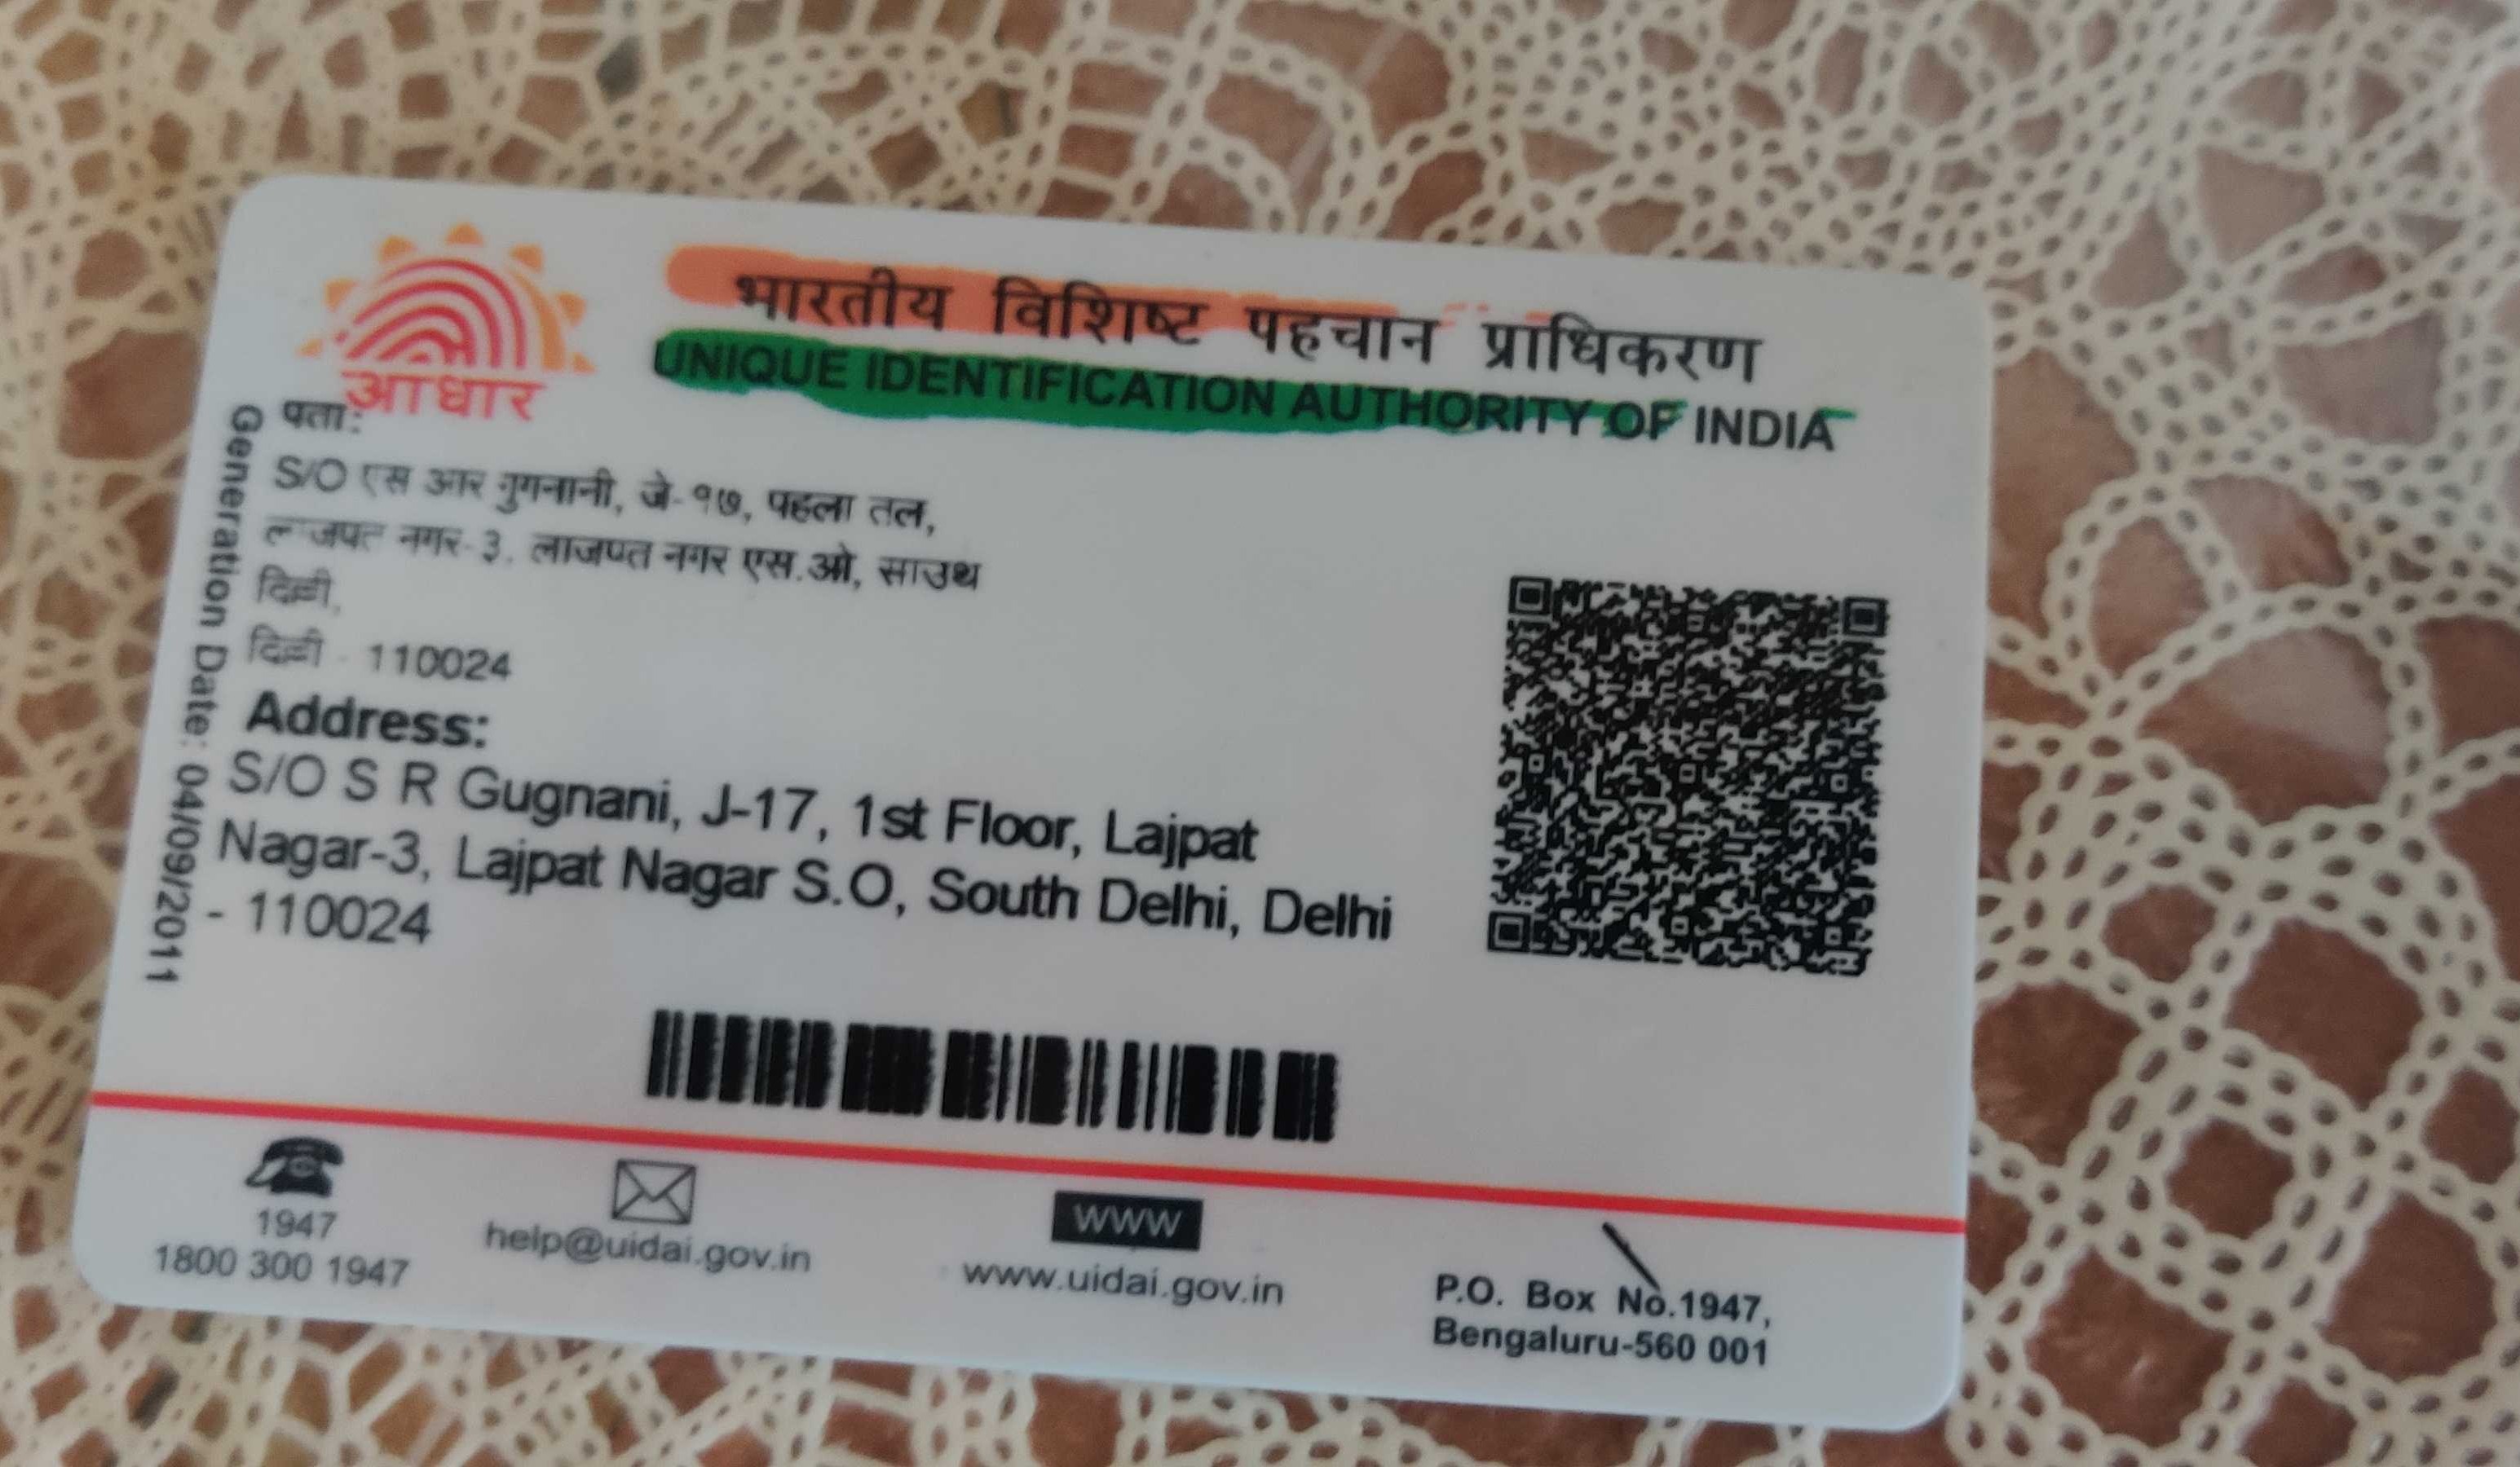 भारतीय विशिष्ट पहचान प्राधिकरण
UNIQUE IDENTIFICATION AUTHORITY OF INDIA
आधार
Generation Date: 04/09/2011
पता:
S/O एस आर गुगनानी, जे-१७, पहला तल,
लाजपत नगर-३, लाजपत नगर एस.ओ, साउथ
दिल्ली,
दिल्ली - 110024
Address:
S/O S R Gugnani, J-17, 1st Floor, Lajpat
Nagar-3, Lajpat Nagar S.O, South Delhi, Delhi
- 110024
1947
1800 300 1947
help@uidai.gov.in
WWW
www.uidai.gov.in
P.O. Box No.1947,
Bengaluru-560 001